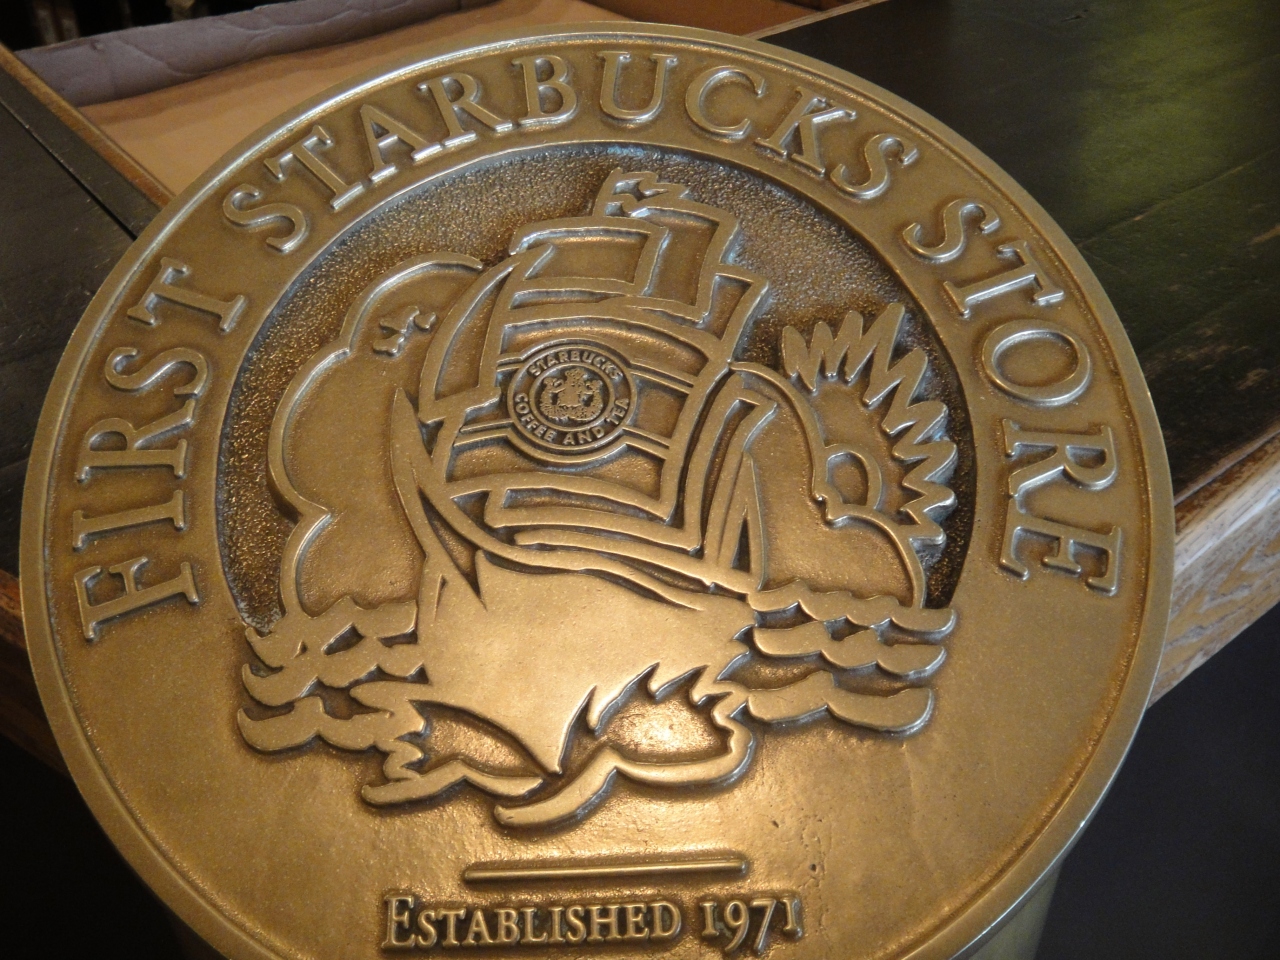 FIRST STARBUCKS STORE
STARBUCKS
COFFEE AND TEA
ESTABLISHED 1971